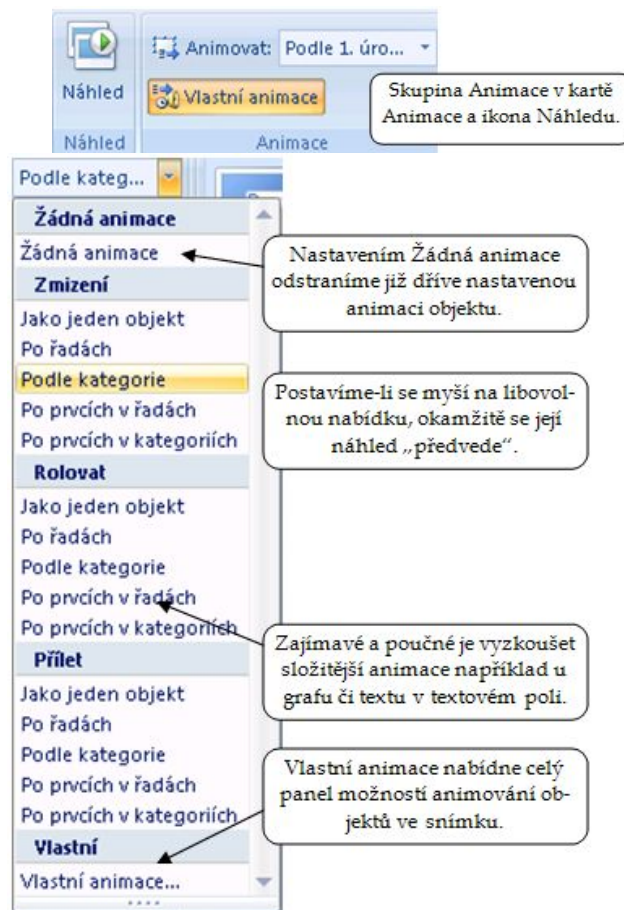 Animovat: Podle 1. úro...
Náhled
Vlastní animace
Náhled
Animace
Skupina Animace v kartě
Animace a ikona Náhledu.
Podle kateg...
Žádná animace
Žádná animace
Zmizení
Jako jeden objekt
Po řadách
Podle kategorie
Po prvcích v řadách
Po prvcích v kategoriích
Rolovat
Jako jeden objekt
Po řadách
Podle kategorie
Po prvcích v řadách
Po prvcích v kategoriích
Přílet
Jako jeden objekt
Po řadách
Podle kategorie
Po prvcích v řadách
Po prvcích v kategoriích
Vlastní
Vlastní animace...
Nastavením Žádná animace
odstraníme již dříve nastavenou
animaci objektu.
Postavíme-li se myší na libovol-
nou nabídku, okamžitě se její
náhled „předvede“.
Zajímavé a poučné je vyzkoušet
složitější animace například u
grafu či textu v textovém poli.
Vlastní animace nabídne celý
panel možností animování ob-
jektů ve snímku.